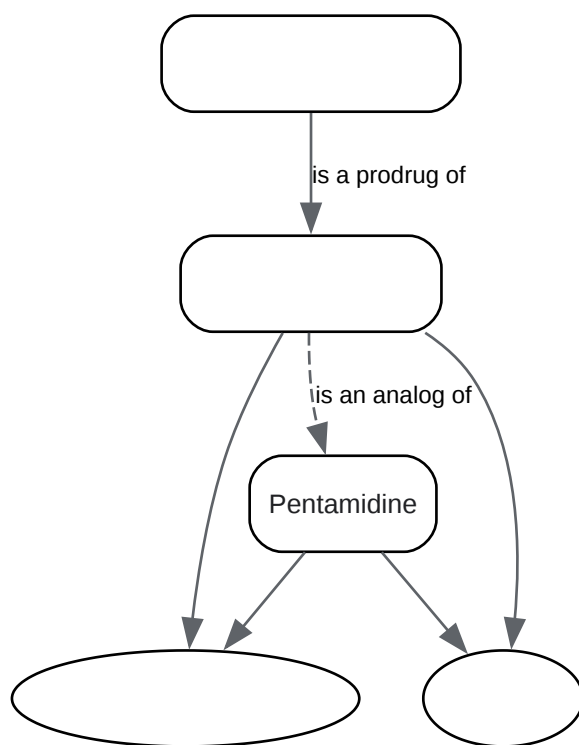 is a prodrug of
is an analog of
Pentamidine